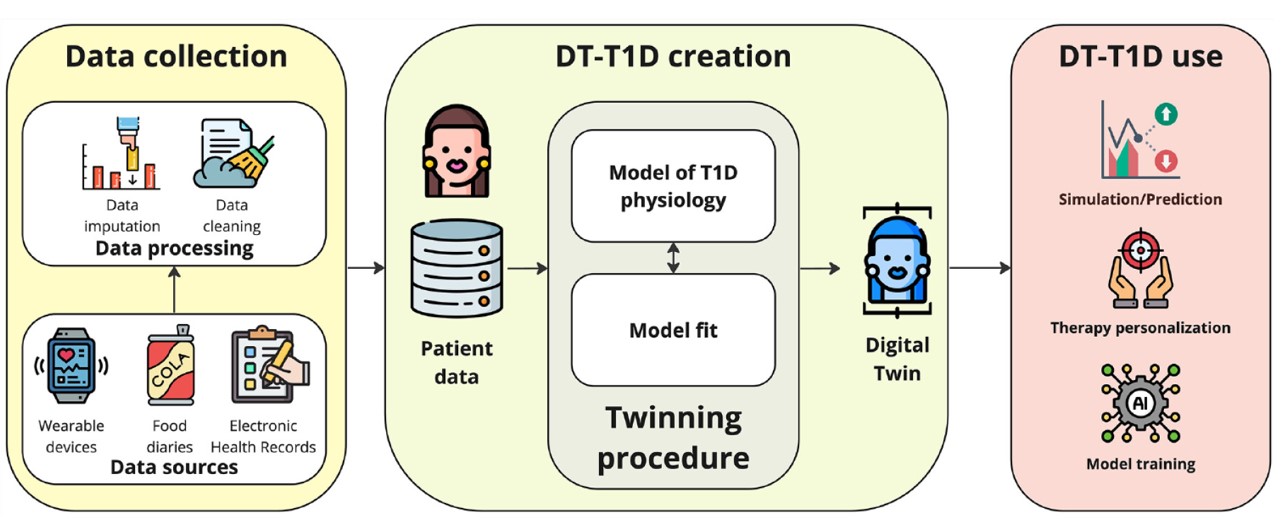 Data collection
Data
imputation
Data
cleaning
Data processing
COLA
Wearable
devices
Food
diaries
Electronic
Health Records
Data sources
DT-T1D creation
Patient
data
Model of T1D
physiology
Model fit
Twinning
procedure
Digital
Twin
DT-T1D use
Simulation/Prediction
Therapy personalization
AI
Model training